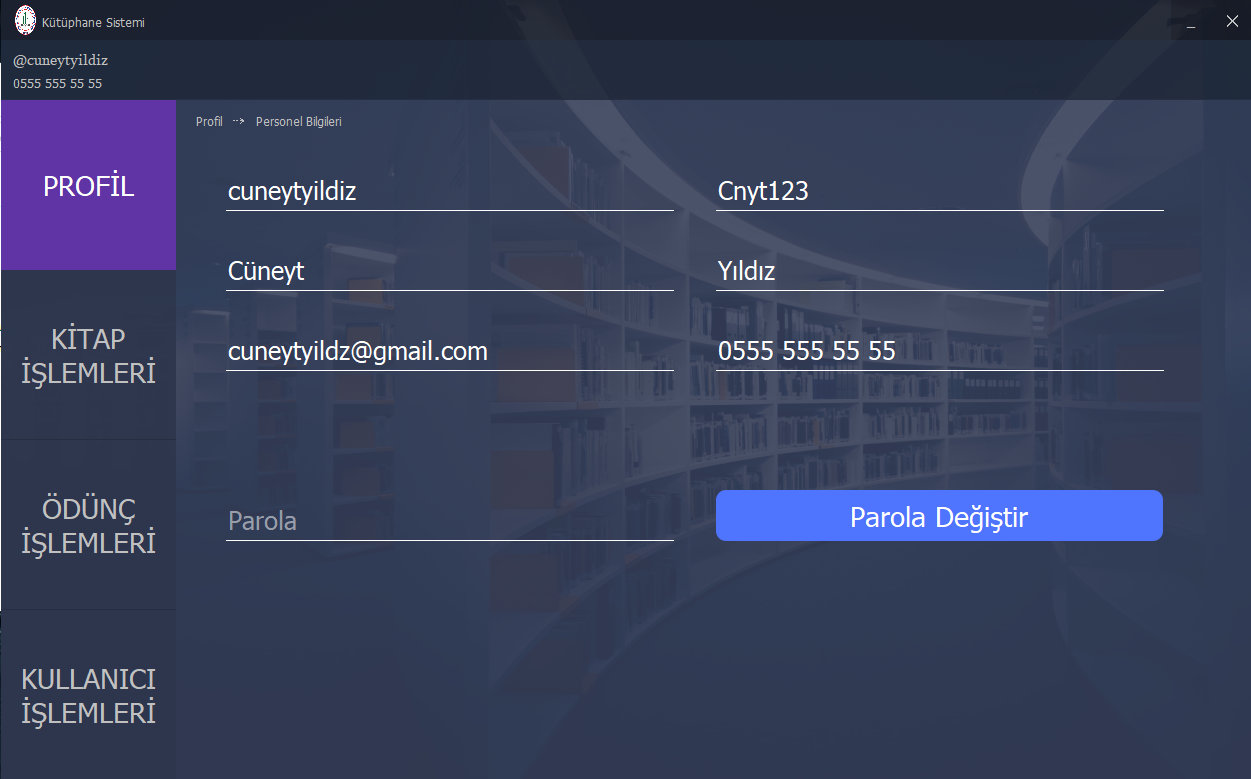 Kütüphane Sistemi
@cuneytyildiz
0555 555 55 55
PROFİL
KİTAP
İŞLEMLERİ
ÖDÜNÇ
İŞLEMLERİ
KULLANICI
İŞLEMLERİ
Profil --> Personel Bilgileri
cuneytyildiz
Cnyt123
Cüneyt
Yıldız
cuneytyildz@gmail.com
0555 555 55 55
Parola
Parola Değiştir